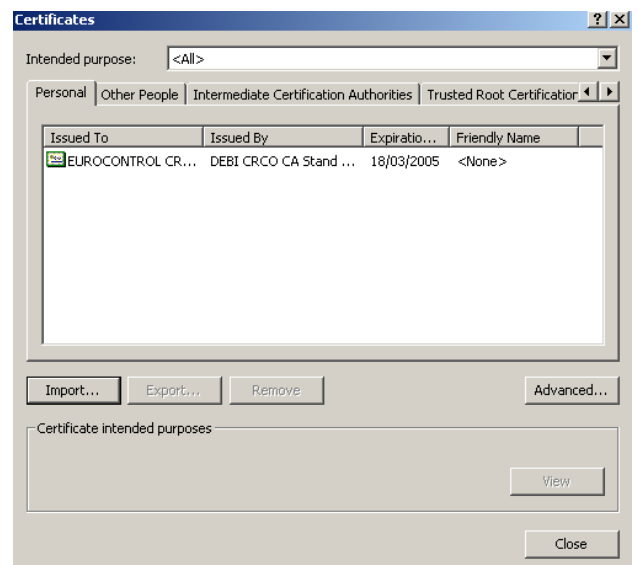 Certificates
Intended purpose: <All>
Personal Other People Intermediate Certification Authorities Trusted Root Certification
Issued To Issued By Expiratio... Friendly Name
EUROCONTROL CR... DEBI CRCO CA Stand ... 18/03/2005 <None>
Import... Export... Remove Advanced...
Certificate intended purposes
View
Close